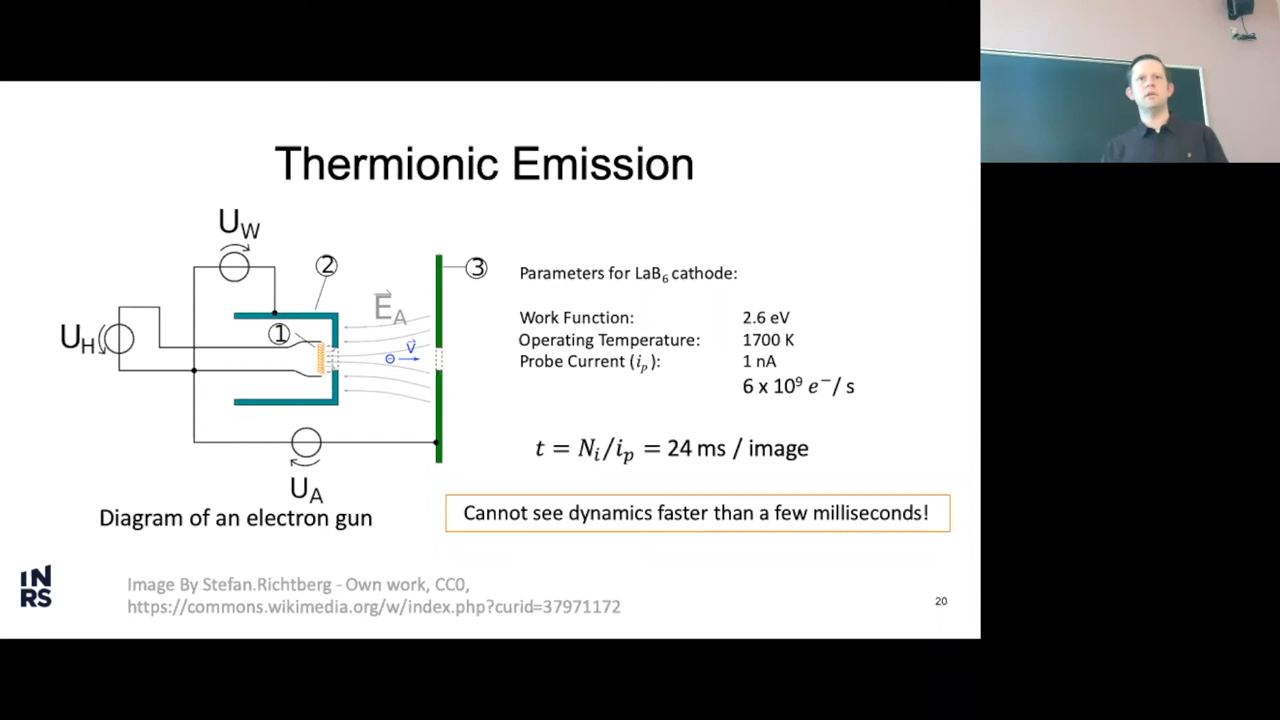 Thermionic Emission
U_W
②
③
E⃗_A
U_H
①
⊖
v⃗
U_A
Diagram of an electron gun
Parameters for LaB₆ cathode:
Work Function: 2.6 eV
Operating Temperature: 1700 K
Probe Current (i_p): 1 nA
6 x 10⁹ e⁻/ s
t = N_i/i_p = 24 ms / image
Cannot see dynamics faster than a few milliseconds!
IN
RS
Image By Stefan.Richtberg - Own work, CC0,
https://commons.wikimedia.org/w/index.php?curid=37971172
20